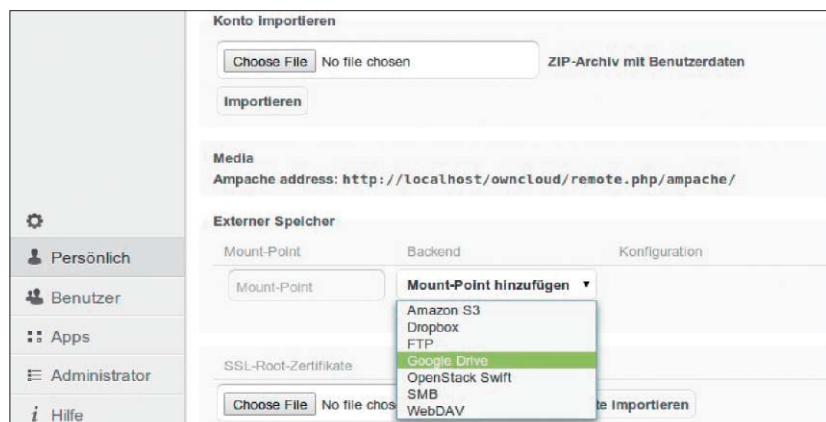 Konto importieren
Choose File No file chosen ZIP-Archiv mit Benutzerdaten
Importieren
Media
Ampache address: http://localhost/owncloud/remote.php/ampache/
Externer Speicher
Mount-Point Backend Konfiguration
Mount-Point Mount-Point hinzufügen
Amazon S3
Dropbox
FTP
Google Drive
OpenStack Swift
SMB
WebDAV
SSL-Root-Zertifikate
Choose File No file chos te importieren
Persönlich
Benutzer
Apps
Administrator
Hilfe